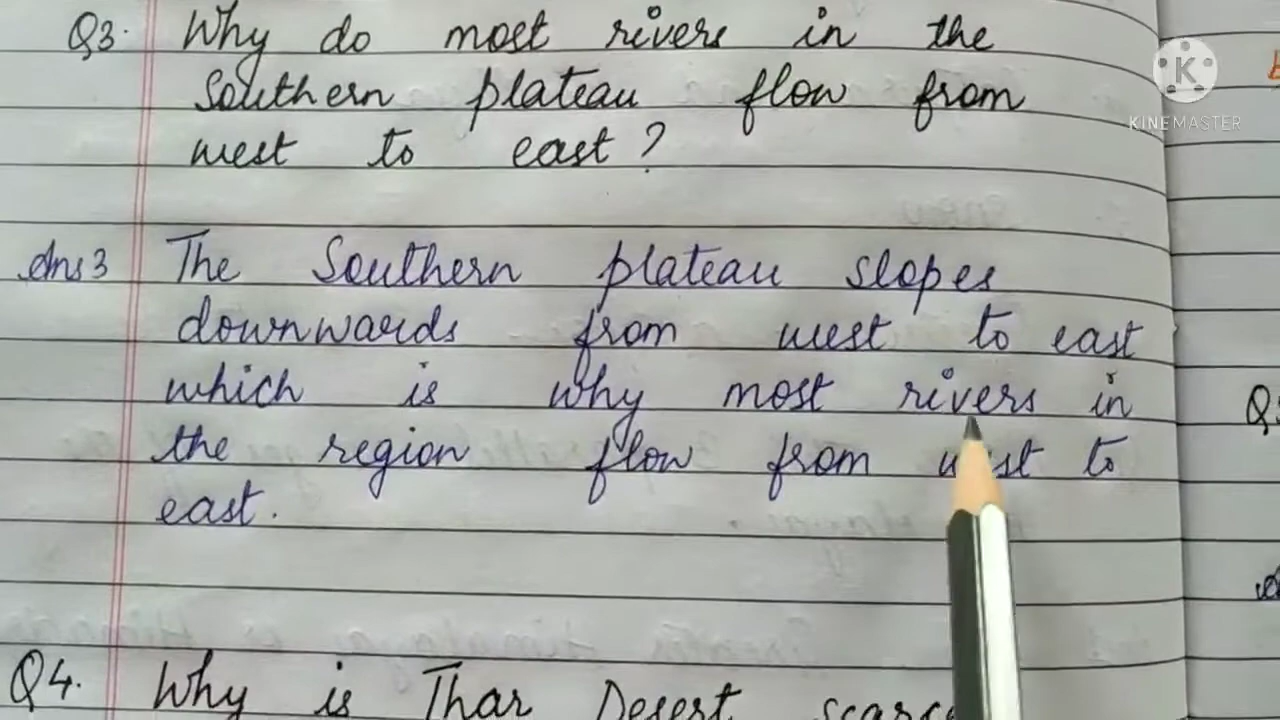 Q3. Why do most rivers in the
Southern plateau flow from
west to east?
Ans 3 The Southern plateau slopes
downwards from west to east
which is why most rivers in
the region flow from west to
east.
Q4. Why is Thar Desert
K
KINEMASTER